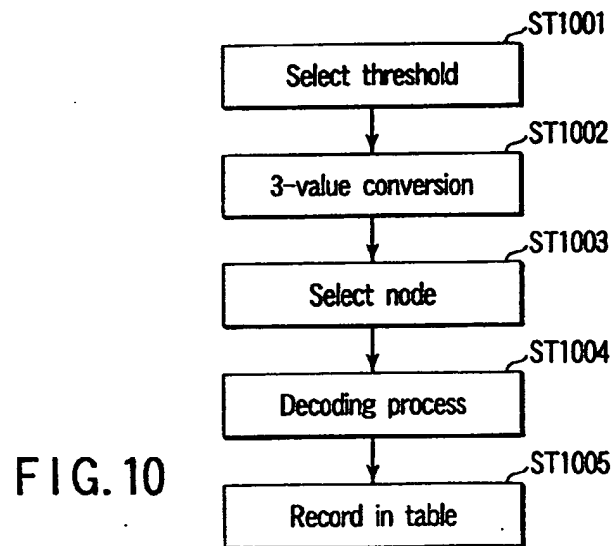 ST1001
Select threshold
ST1002
3-value conversion
ST1003
Select node
ST1004
Decoding process
ST1005
Record in table
FIG. 10